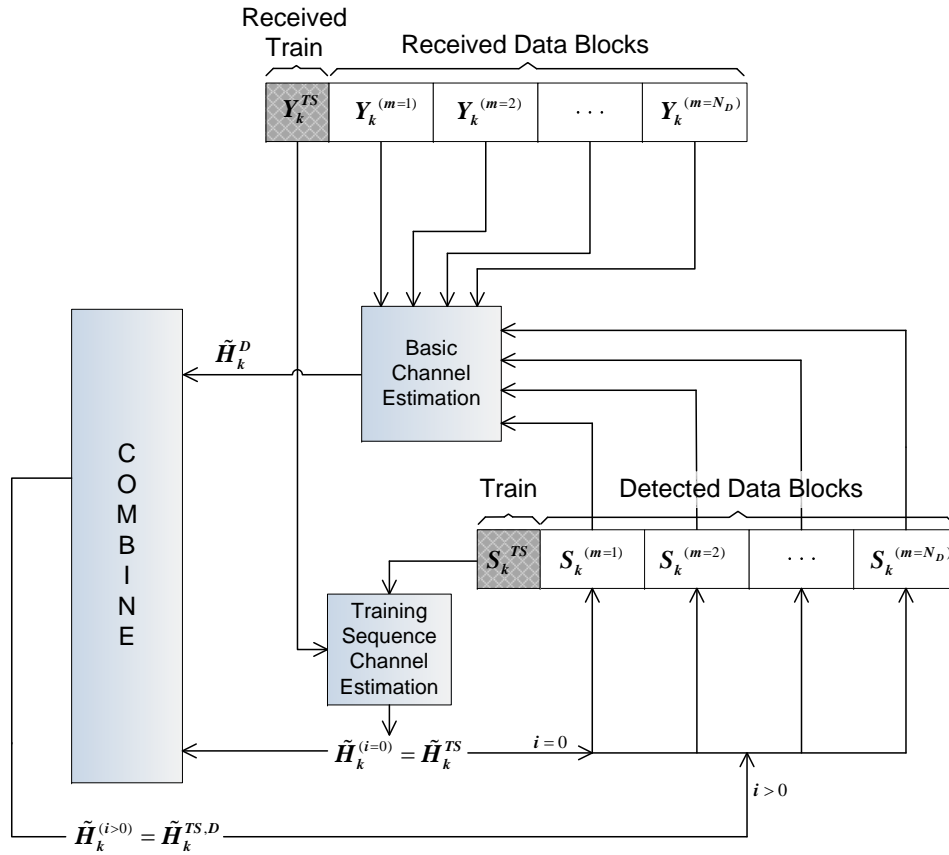 Received
Train
Received Data Blocks
Y_k^{TS} Y_k^{(m=1)} Y_k^{(m=2)} ... Y_k^{(m=N_D)}
Basic
Channel
Estimation
H̃_k^D
COMBINE
Train
Detected Data Blocks
S_k^{TS} S_k^{(m=1)} S_k^{(m=2)} ... S_k^{(m=N_D)}
Training
Sequence
Channel
Estimation
H̃_k^{(i=0)} = H̃_k^{TS}
i = 0
i > 0
H̃_k^{(i>0)} = H̃_k^{TS,D}